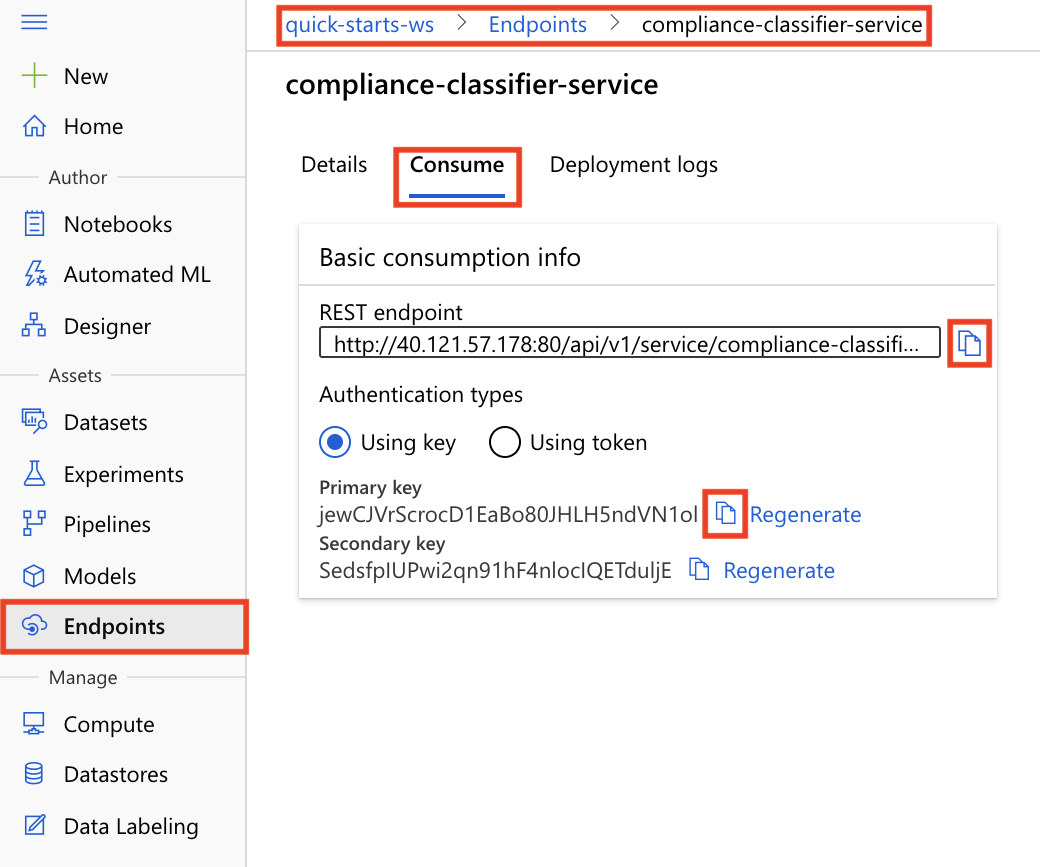 quick-starts-ws > Endpoints > compliance-classifier-service
New
Home
Author
Notebooks
Automated ML
Designer
Assets
Datasets
Experiments
Pipelines
Models
Endpoints
Manage
Compute
Datastores
Data Labeling
compliance-classifier-service
Details Consume Deployment logs
Basic consumption info
REST endpoint
http://40.121.57.178:80/api/v1/service/compliance-classifi...
Authentication types
Using key Using token
Primary key
jewCJVrScrocD1EaBo80JHLH5ndVN1ol Regenerate
Secondary key
SedsfpIUPwi2qn91hF4nlocIQETduljE Regenerate